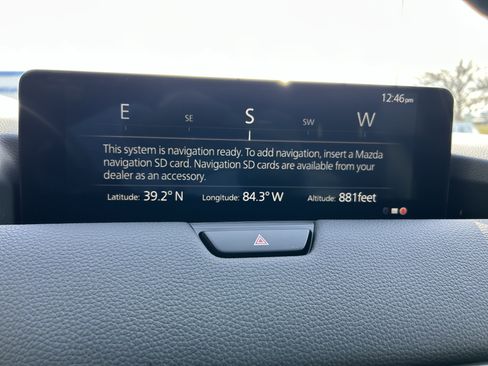 12:46pm
E SE S SW W
This system is navigation ready. To add navigation, insert a Mazda
navigation SD card. Navigation SD cards are available from your
dealer as an accessory.
Latitude: 39.2° N Longitude: 84.3° W Altitude: 881feet